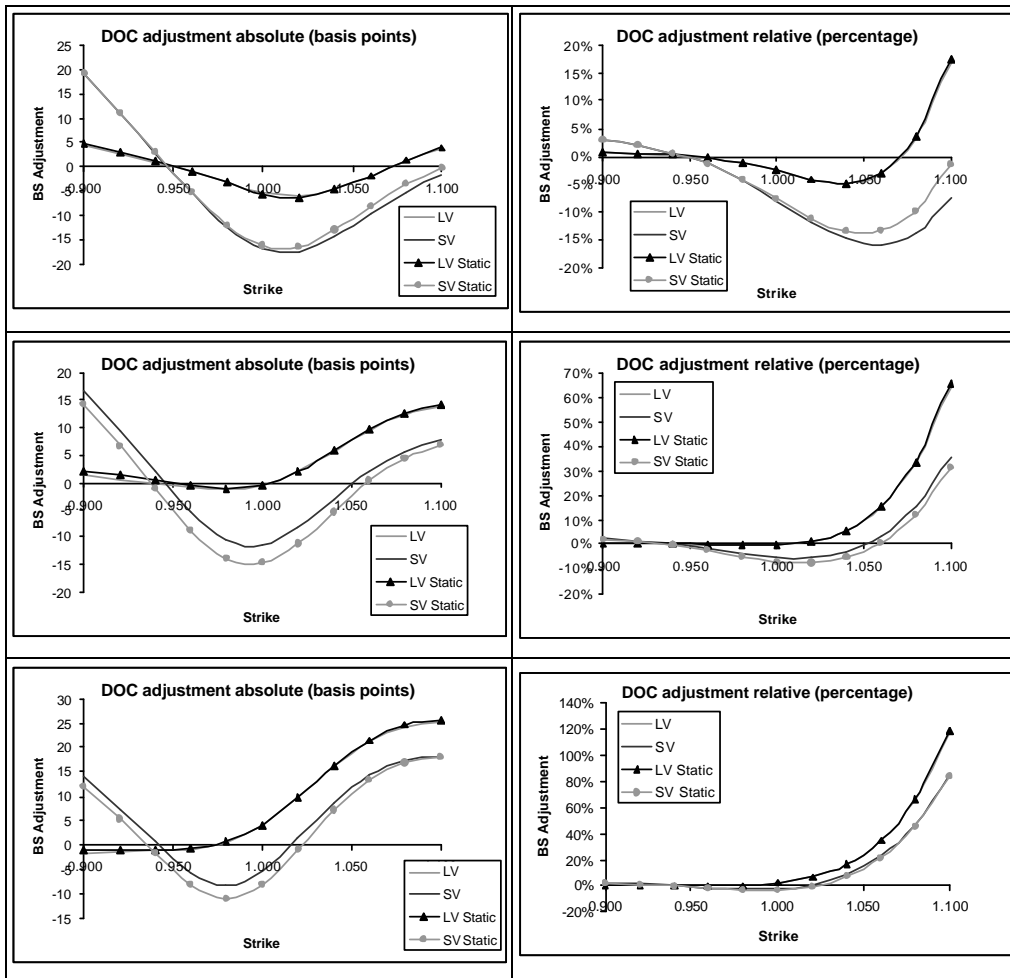 DOC adjustment absolute (basis points)
25
20
15
10
5
0
-5
-10
-15
-20
0.900
0.950
1.000
1.050
1.100
BS Adjustment
Strike
LV
SV
LV Static
SV Static
DOC adjustment relative (percentage)
20%
15%
10%
5%
0%
-5%
-10%
-15%
-20%
0.900
0.950
1.000
1.050
1.100
BS Adjustment
Strike
LV
SV
LV Static
SV Static
DOC adjustment absolute (basis points)
20
15
10
5
0
-5
-10
-15
-20
0.900
0.950
1.000
1.050
1.100
BS Adjustment
Strike
LV
SV
LV Static
SV Static
DOC adjustment relative (percentage)
70%
60%
50%
40%
30%
20%
10%
0%
-10%
-20%
0.900
0.950
1.000
1.050
1.100
BS Adjustment
Strike
LV
SV
LV Static
SV Static
DOC adjustment absolute (basis points)
30
25
20
15
10
5
0
-5
-10
-15
0.900
0.950
1.000
1.050
BS Adjustment
Strike
LV
SV
LV Static
SV Static
DOC adjustment relative (percentage)
140%
120%
100%
80%
60%
40%
20%
0%
-20%
0.900
0.950
1.000
1.050
1.100
BS Adjustment
Strike
LV
SV
LV Static
SV Static